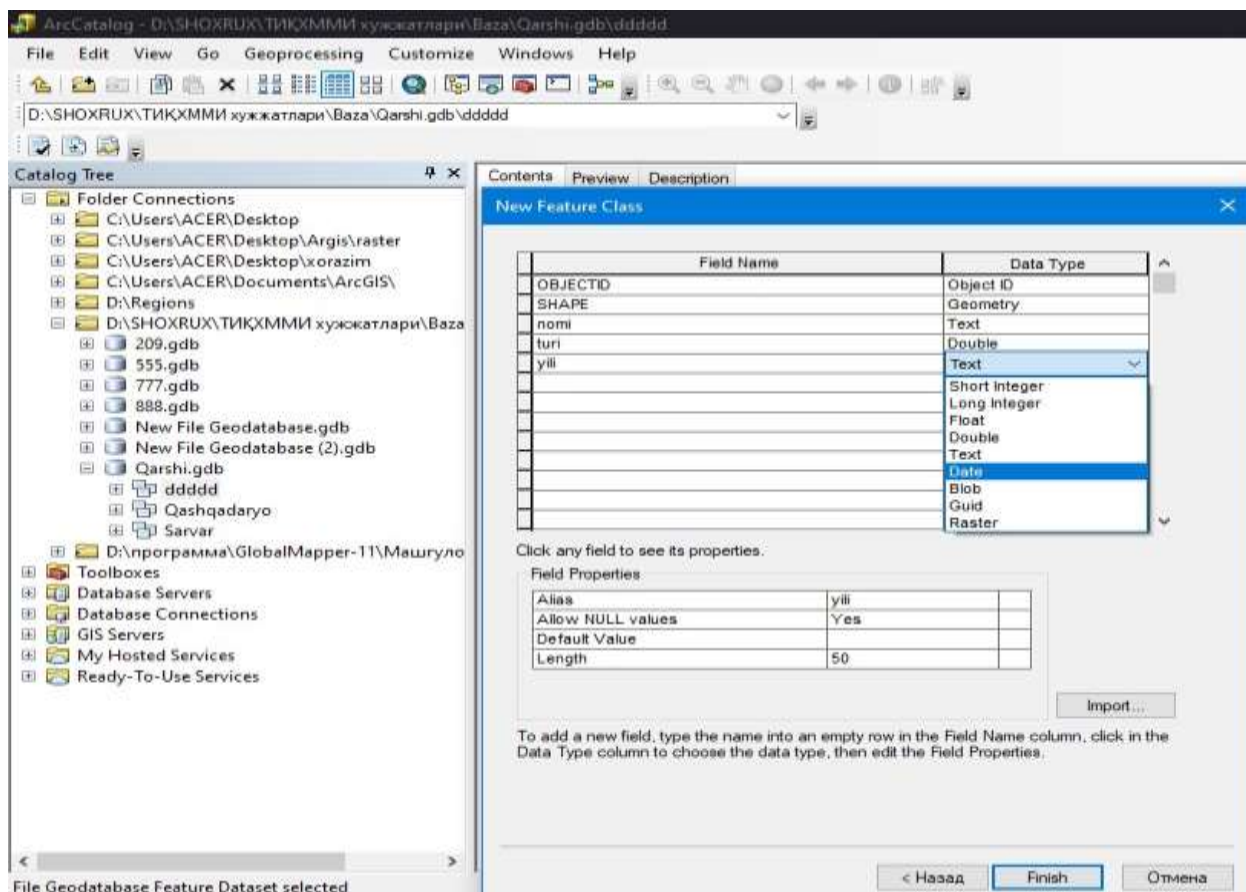 ArcCatalog - D:\SHOXRUX\ТИҚХММИ хужжатлари\Baza\Qarshi.gdb\ddddd
File Edit View Go Geoprocessing Customize Windows Help
D:\SHOXRUX\ТИҚХММИ хужжатлари\Baza\Qarshi.gdb\ddddd
Catalog Tree
Folder Connections
C:\Users\ACER\Desktop
C:\Users\ACER\Desktop\Argis\raster
C:\Users\ACER\Desktop\xorazim
C:\Users\ACER\Documents\ArcGIS\
D:\Regions
D:\SHOXRUX\ТИҚХММИ хужжатлари\Baza
209.gdb
555.gdb
777.gdb
888.gdb
New File Geodatabase.gdb
New File Geodatabase (2).gdb
Qarshi.gdb
ddddd
Qashqadaryo
Sarvar
D:\программа\GlobalMapper-11\Машгуло
Toolboxes
Database Servers
Database Connections
GIS Servers
My Hosted Services
Ready-To-Use Services
File Geodatabase Feature Dataset selected
Contents Preview Description
New Feature Class
Field Name Data Type
OBJECTID Object ID
SHAPE Geometry
nomi Text
turi Double
yili Text
Short Integer
Long Integer
Float
Double
Text
Date
Blob
Guid
Raster
Click any field to see its properties.
Field Properties
Alias yili
Allow NULL values Yes
Default Value
Length 50
Import...
To add a new field, type the name into an empty row in the Field Name column, click in the
Data Type column to choose the data type, then edit the Field Properties.
< Назад Finish Отмена